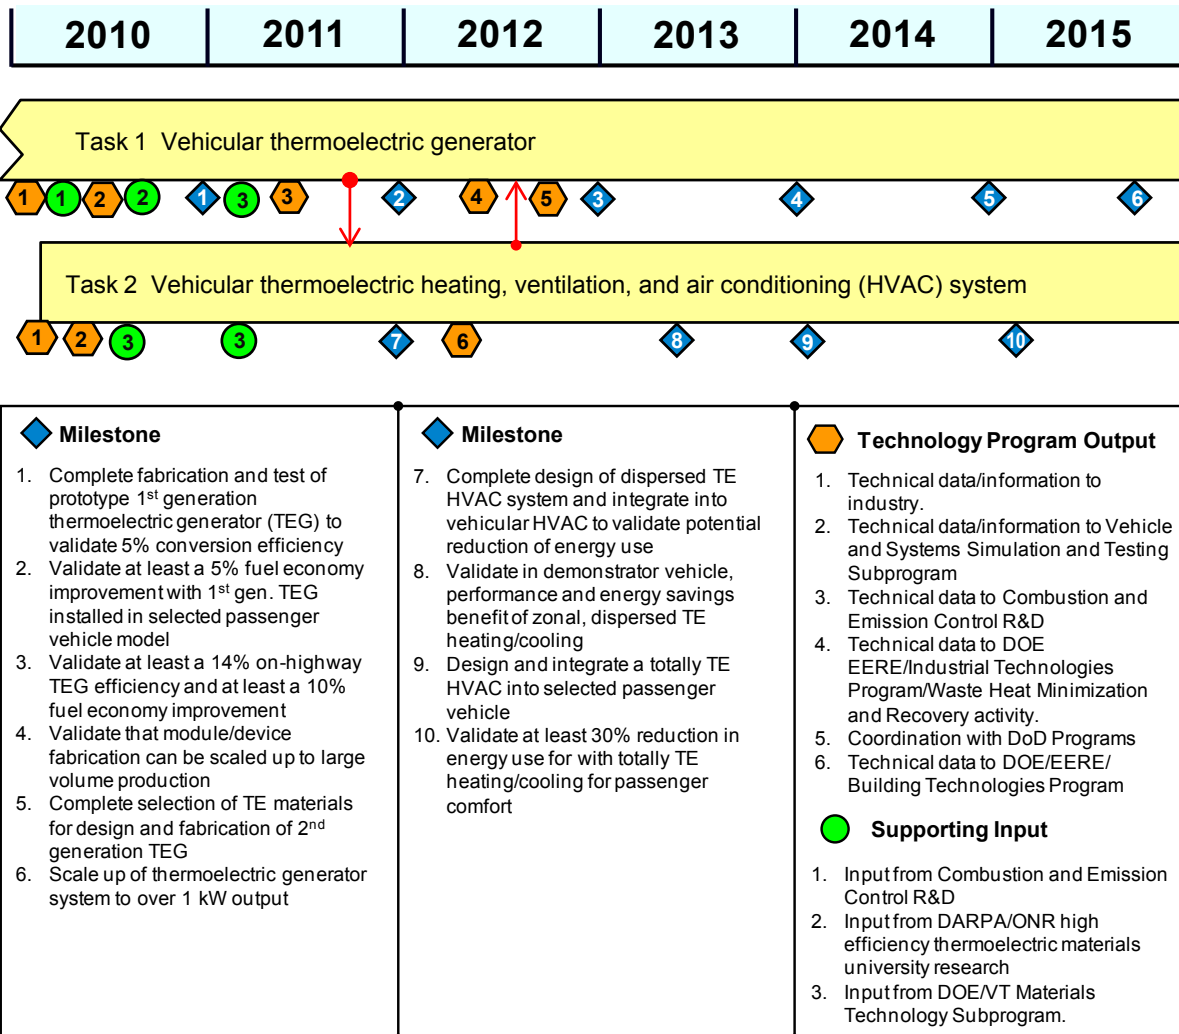 2010 2011 2012 2013 2014 2015
Task 1 Vehicular thermoelectric generator
1 1 2 2 1 3 3 2 4 5 3 4 5 6
Task 2 Vehicular thermoelectric heating, ventilation, and air conditioning (HVAC) system
1 2 3 3 7 6 8 9 10
Milestone
1. Complete fabrication and test of
prototype 1st generation
thermoelectric generator (TEG) to
validate 5% conversion efficiency
2. Validate at least a 5% fuel economy
improvement with 1st gen. TEG
installed in selected passenger
vehicle model
3. Validate at least a 14% on-highway
TEG efficiency and at least a 10%
fuel economy improvement
4. Validate that module/device
fabrication can be scaled up to large
volume production
5. Complete selection of TE materials
for design and fabrication of 2nd
generation TEG
6. Scale up of thermoelectric generator
system to over 1 kW output
Milestone
7. Complete design of dispersed TE
HVAC system and integrate into
vehicular HVAC to validate potential
reduction of energy use
8. Validate in demonstrator vehicle,
performance and energy savings
benefit of zonal, dispersed TE
heating/cooling
9. Design and integrate a totally TE
HVAC into selected passenger
vehicle
10. Validate at least 30% reduction in
energy use for with totally TE
heating/cooling for passenger
comfort
Technology Program Output
1. Technical data/information to
industry.
2. Technical data/information to Vehicle
and Systems Simulation and Testing
Subprogram
3. Technical data to Combustion and
Emission Control R&D
4. Technical data to DOE
EERE/Industrial Technologies
Program/Waste Heat Minimization
and Recovery activity.
5. Coordination with DoD Programs
6. Technical data to DOE/EERE/
Building Technologies Program
Supporting Input
1. Input from Combustion and Emission
Control R&D
2. Input from DARPA/ONR high
efficiency thermoelectric materials
university research
3. Input from DOE/VT Materials
Technology Subprogram.